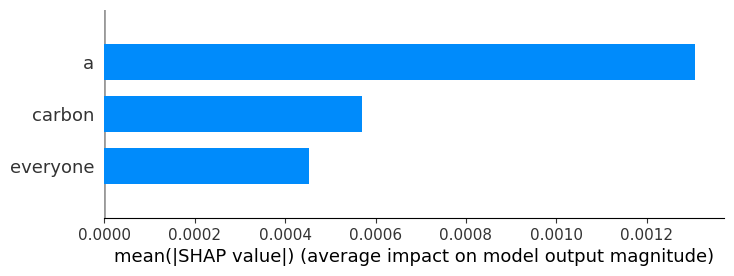 a
carbon
everyone
0.0000 0.0002 0.0004 0.0006 0.0008 0.0010 0.0012
mean(|SHAP value|) (average impact on model output magnitude)